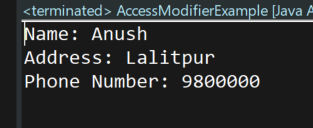 <terminated> AccessModifierExample [Java A
Name: Anush
Address: Lalitpur
Phone Number: 9800000